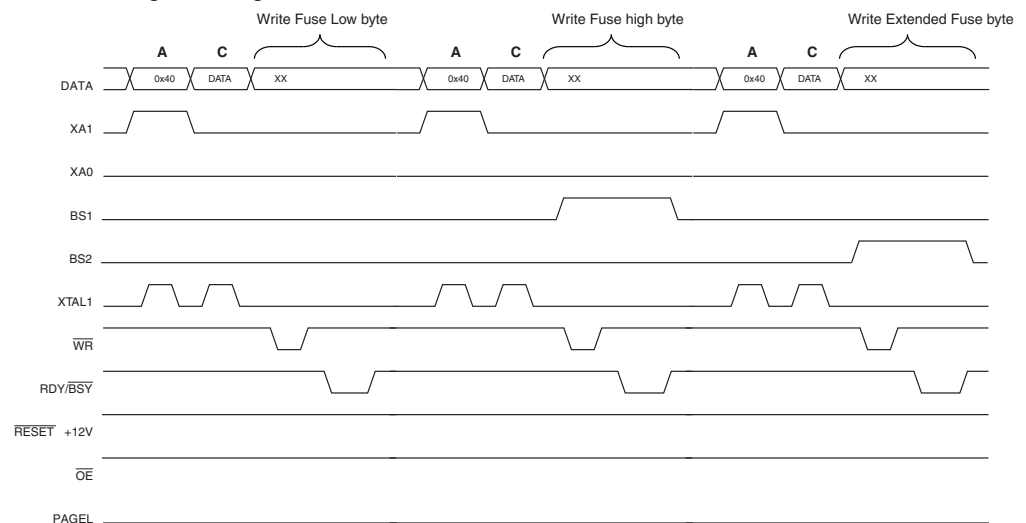 Write Fuse Low byte Write Fuse high byte Write Extended Fuse byte
A C A C A C
DATA 0x40 DATA XX 0x40 DATA XX 0x40 DATA XX
XA1
XA0
BS1
BS2
XTAL1
WR
RDY/BSY
RESET +12V
OE
PAGEL